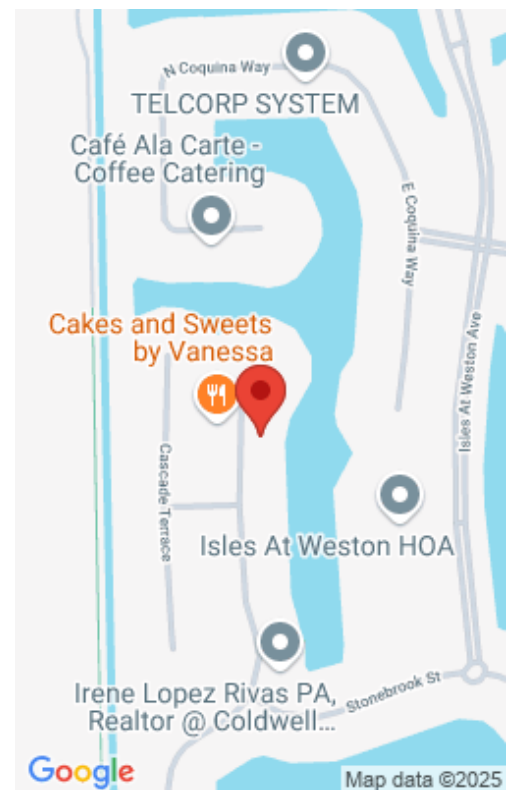 N Coquina Way
TELCORP SYSTEM
Café Ala Carte -
Coffee Catering
E Coquina Way
Cakes and Sweets
by Vanessa
Isles At Weston Ave
Cascade Terrace
Isles At Weston HOA
Irene Lopez Rivas PA,
Realtor @ Coldwell...
Stonebrook St
Google
Map data ©2025